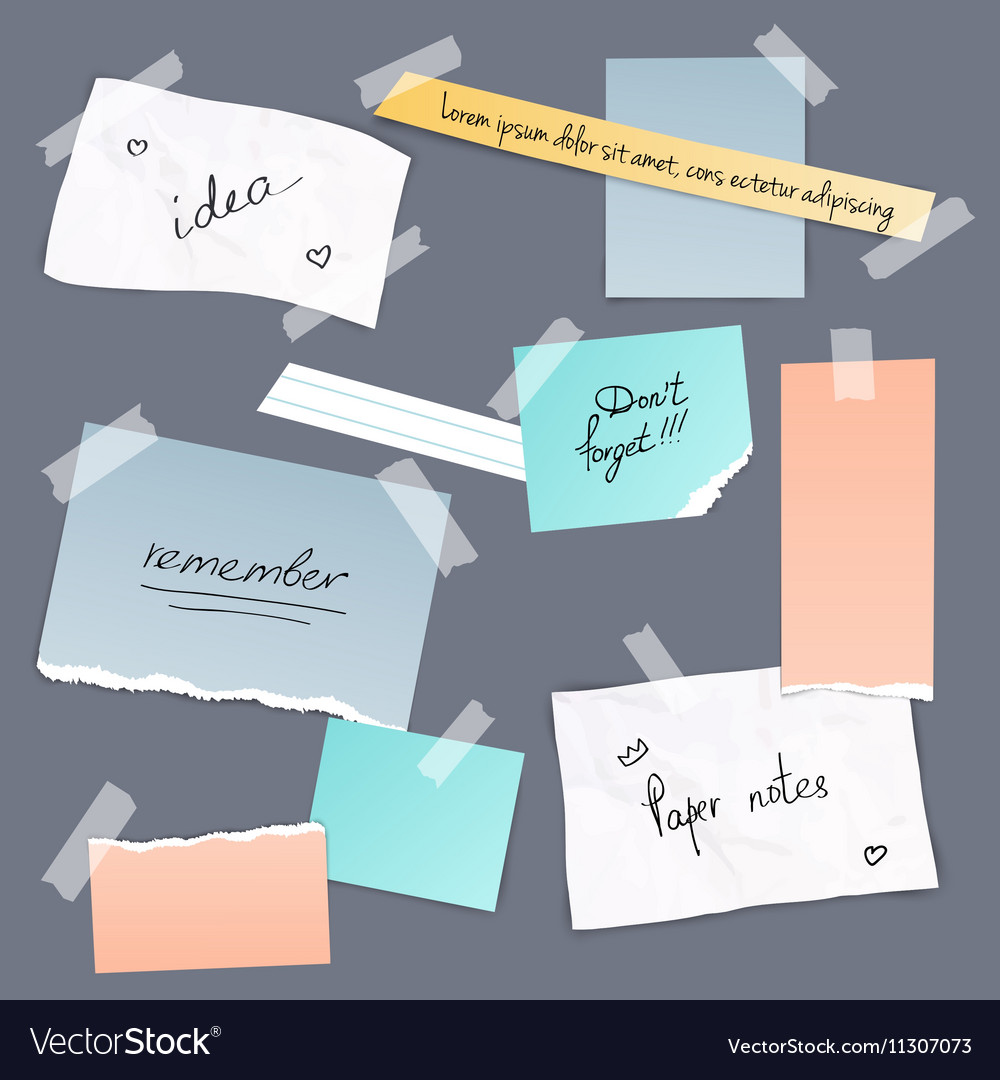 idea
Lorem ipsum dolor sit amet, cons ectetur adipiscing
Don't
forget!!!
remember
Paper notes
VectorStock®
VectorStock.com/11307073